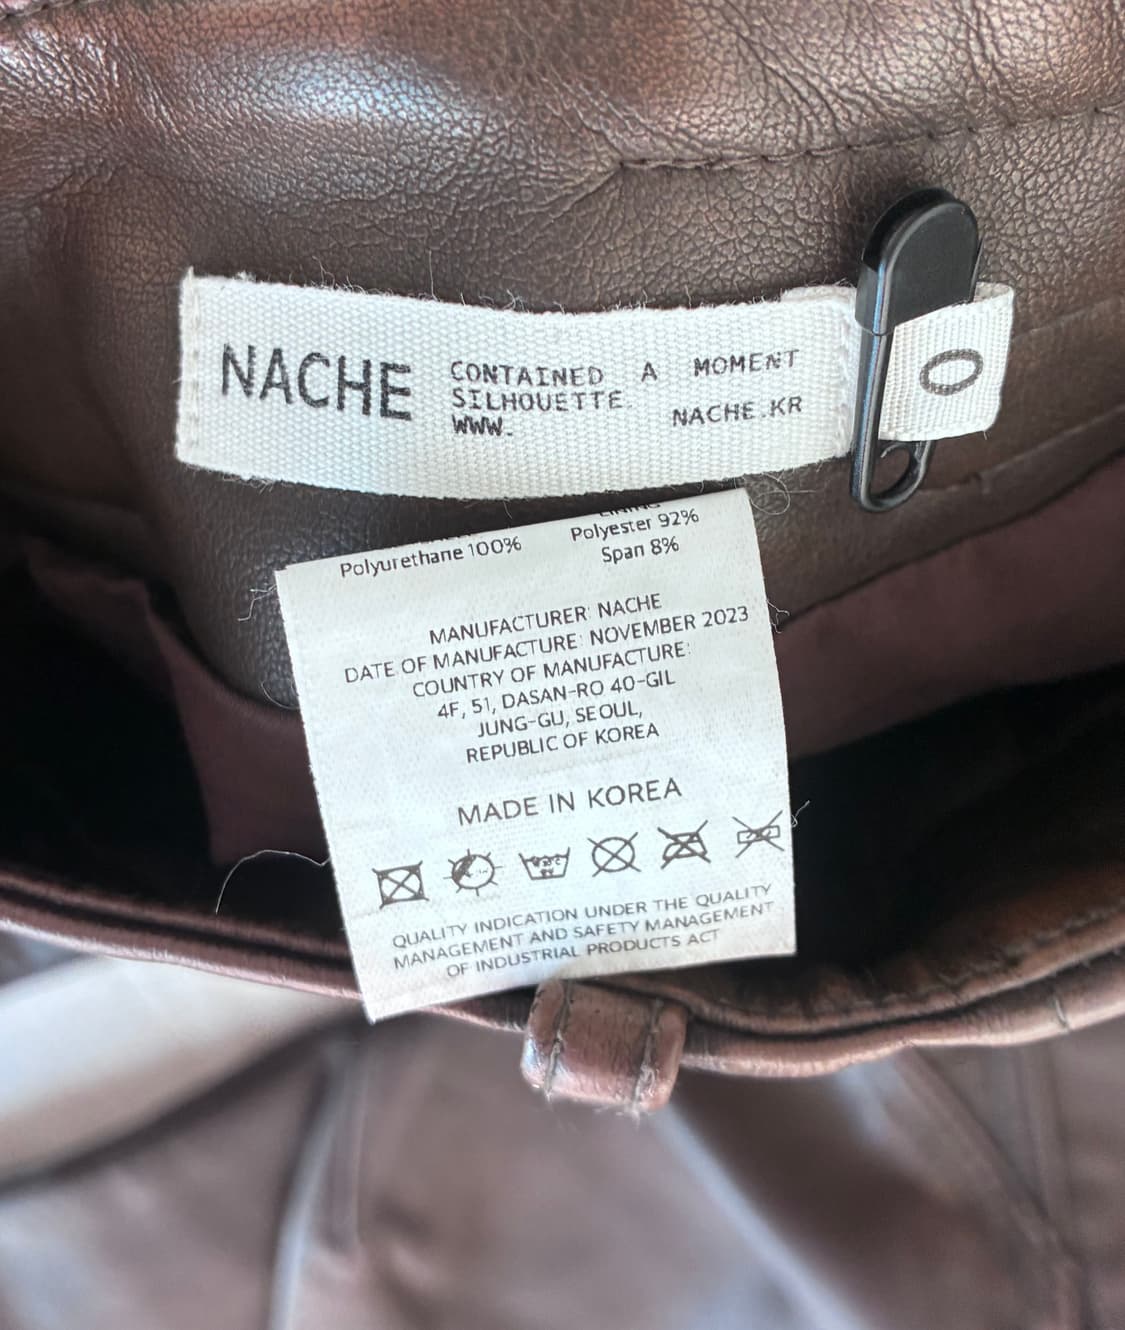 NACHE
CONTAINED A MOMENT
SILHOUETTE.
WWW. NACHE.KR
0
LINING
Polyurethane 100% Polyester 92%
Span 8%
MANUFACTURER: NACHE
DATE OF MANUFACTURE: NOVEMBER 2023
COUNTRY OF MANUFACTURE:
4F, 51, DASAN-RO 40-GIL
JUNG-GU, SEOUL,
REPUBLIC OF KOREA
MADE IN KOREA
QUALITY INDICATION UNDER THE QUALITY
MANAGEMENT AND SAFETY MANAGEMENT
OF INDUSTRIAL PRODUCTS ACT